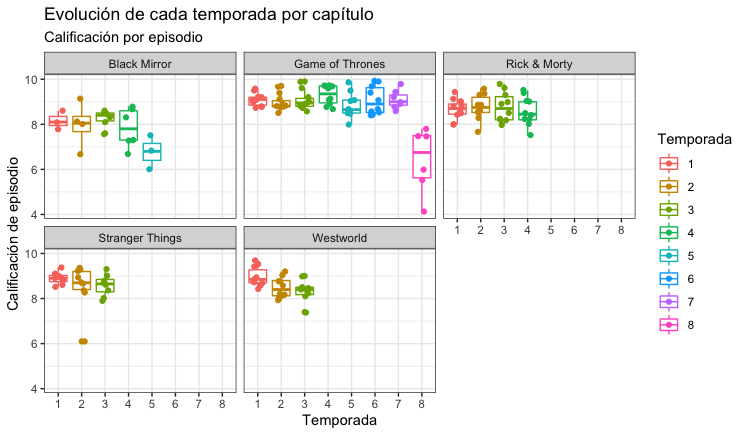 Evolución de cada temporada por capítulo
Calificación por episodio
Black Mirror
Game of Thrones
Rick & Morty
10
8
6
4
1 2 3 4 5 6 7 8
Stranger Things
Westworld
10
8
6
4
1 2 3 4 5 6 7 8
1 2 3 4 5 6 7 8
Calificación de episodio
Temporada
Temporada
1
2
3
4
5
6
7
8